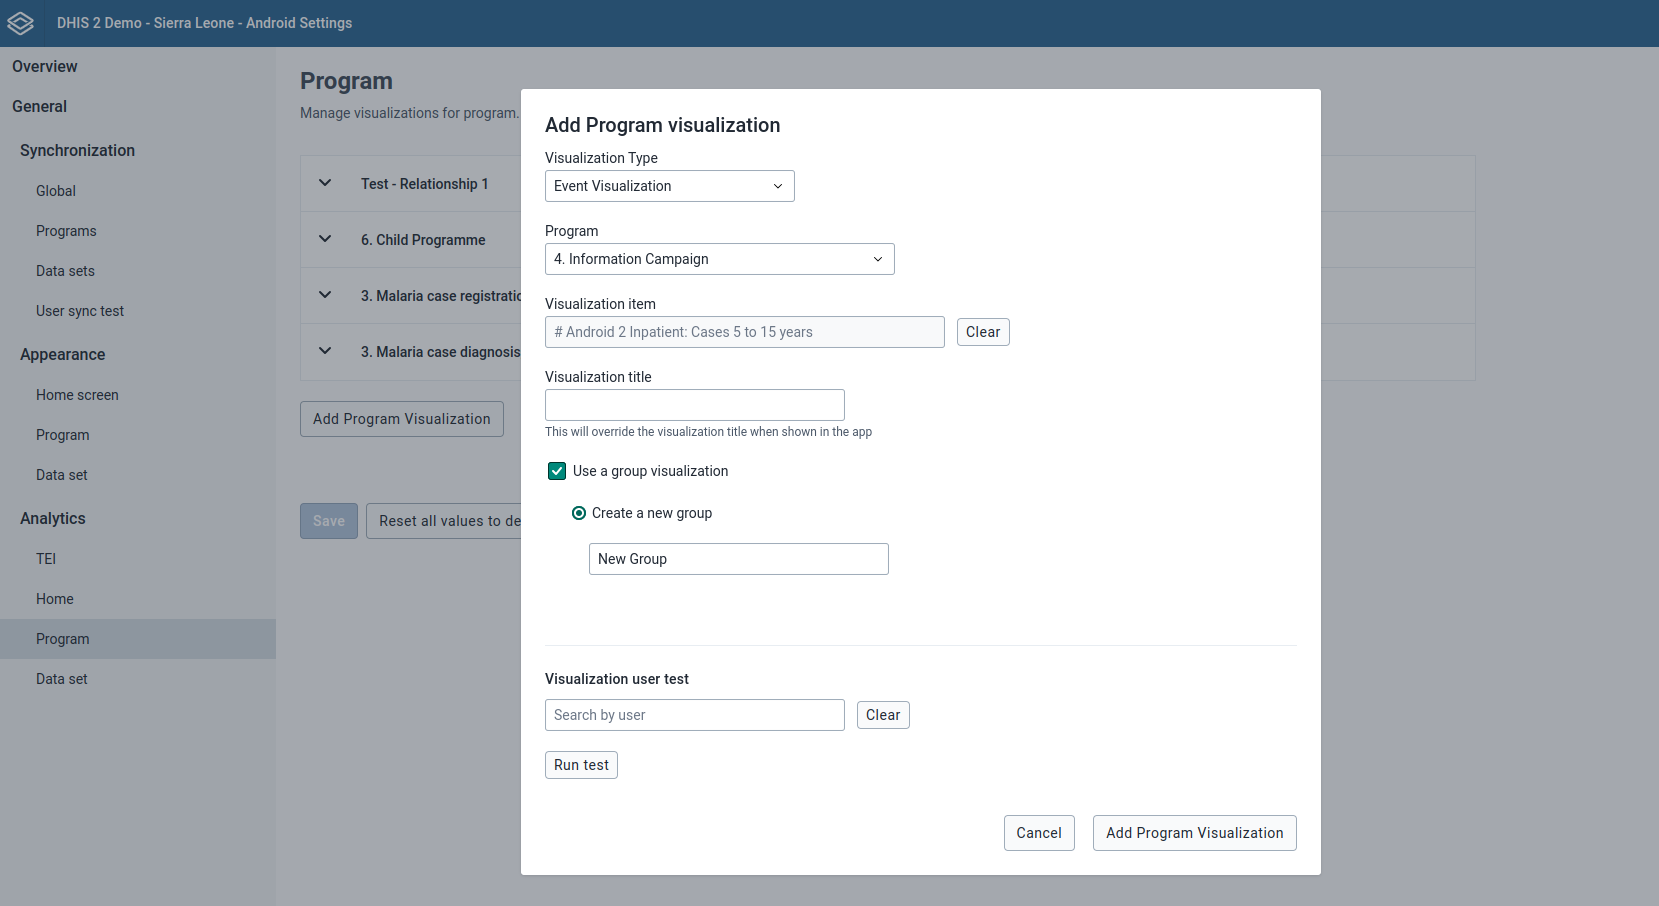 DHIS 2 Demo - Sierra Leone - Android Settings
Overview
General
Synchronization
Global
Programs
Data sets
User sync test
Appearance
Home screen
Program
Data set
Analytics
TEI
Home
Program
Data set
Program
Manage visualizations for program.
Test - Relationship 1
6. Child Programme
3. Malaria case registratio
3. Malaria case diagnosis
Add Program Visualization
Save
Reset all values to de
Add Program visualization
Visualization Type
Event Visualization
Program
4. Information Campaign
Visualization item
# Android 2 Inpatient: Cases 5 to 15 years
Clear
Visualization title
This will override the visualization title when shown in the app
Use a group visualization
Create a new group
New Group
Visualization user test
Search by user
Clear
Run test
Cancel
Add Program Visualization